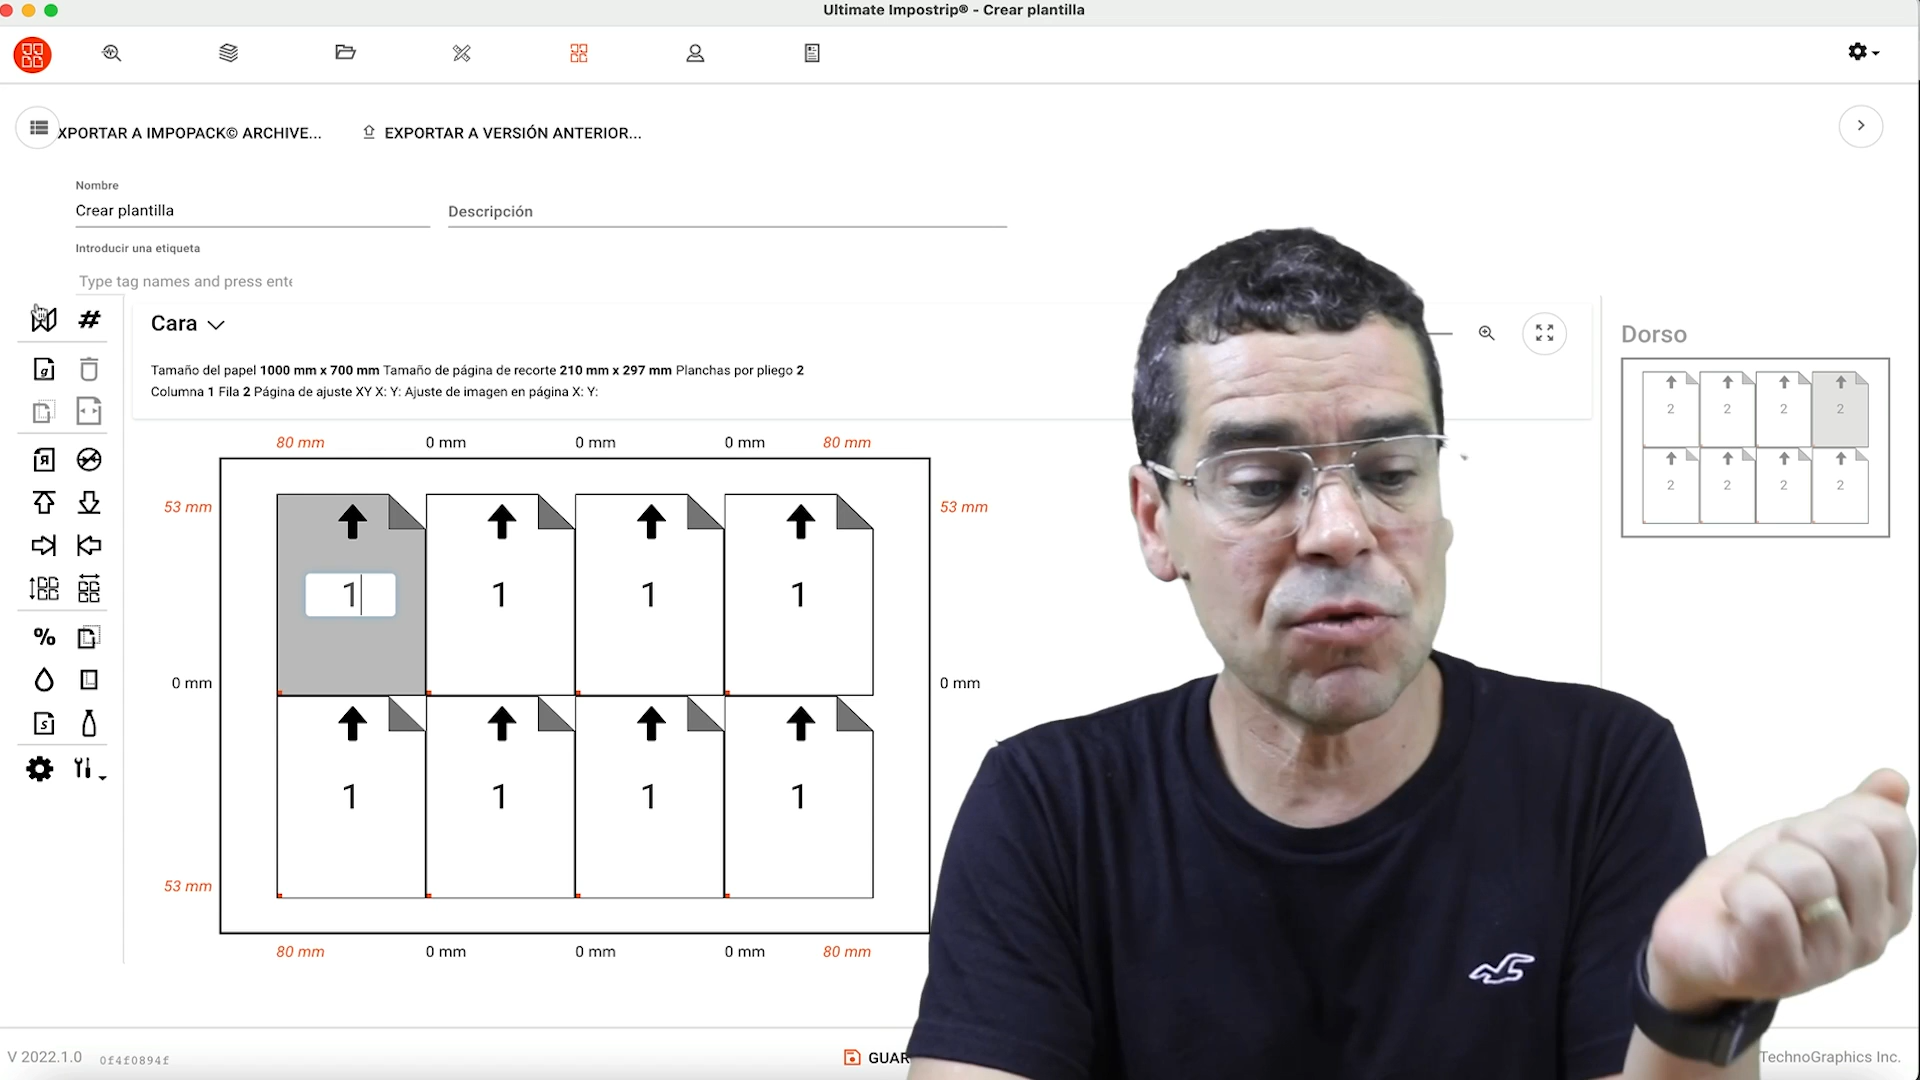 Ultimate Impostrip® - Crear plantilla
XPORTAR A IMPOPACK© ARCHIVE...
EXPORTAR A VERSIÓN ANTERIOR...
Nombre
Crear plantilla
Descripción
Introducir una etiqueta
Type tag names and press ente
#
Cara
Tamaño del papel 1000 mm x 700 mm Tamaño de página de recorte 210 mm x 297 mm Planchas por pliego 2
Columna 1 Fila 2 Página de ajuste XY X: Y: Ajuste de imagen en página X: Y:
Dorso
2 2 2 2
2 2 2 2
80 mm 0 mm 0 mm 0 mm 80 mm
53 mm 53 mm
1 1 1 1
0 mm 0 mm
1 1 1 1
53 mm
80 mm 0 mm 0 mm 0 mm 80 mm
%
V 2022.1.0 0f4f0894f
GUAR
TechnoGraphics Inc.